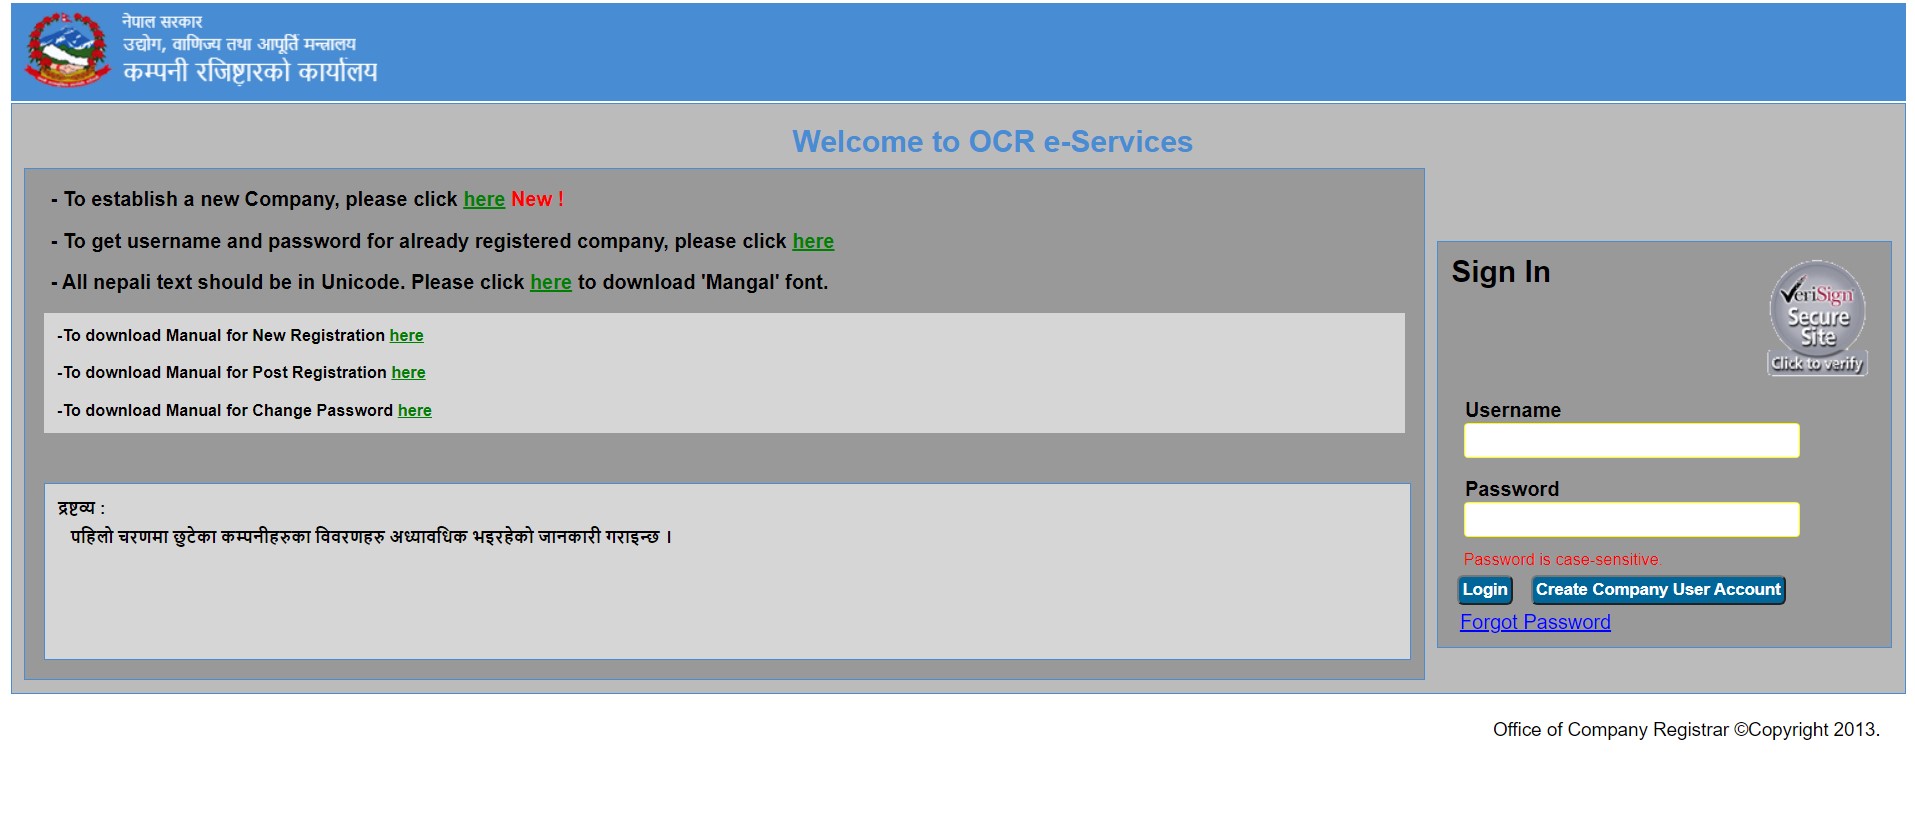 नेपाल सरकार
उद्योग, वाणिज्य तथा आपूर्ति मन्त्रालय
कम्पनी रजिष्ट्रारको कार्यालय
Welcome to OCR e-Services
- To establish a new Company, please click here New !
- To get username and password for already registered company, please click here
- All nepali text should be in Unicode. Please click here to download 'Mangal' font.
-To download Manual for New Registration here
-To download Manual for Post Registration here
-To download Manual for Change Password here
द्रष्टव्य :
पहिलो चरणमा छुटेका कम्पनीहरुका विवरणहरु अध्यावधिक भइरहेको जानकारी गराइन्छ ।
Sign In
VeriSign
Secure
Site
Click to verify
Username
Password
Password is case-sensitive.
Login Create Company User Account
Forgot Password
Office of Company Registrar ©Copyright 2013.